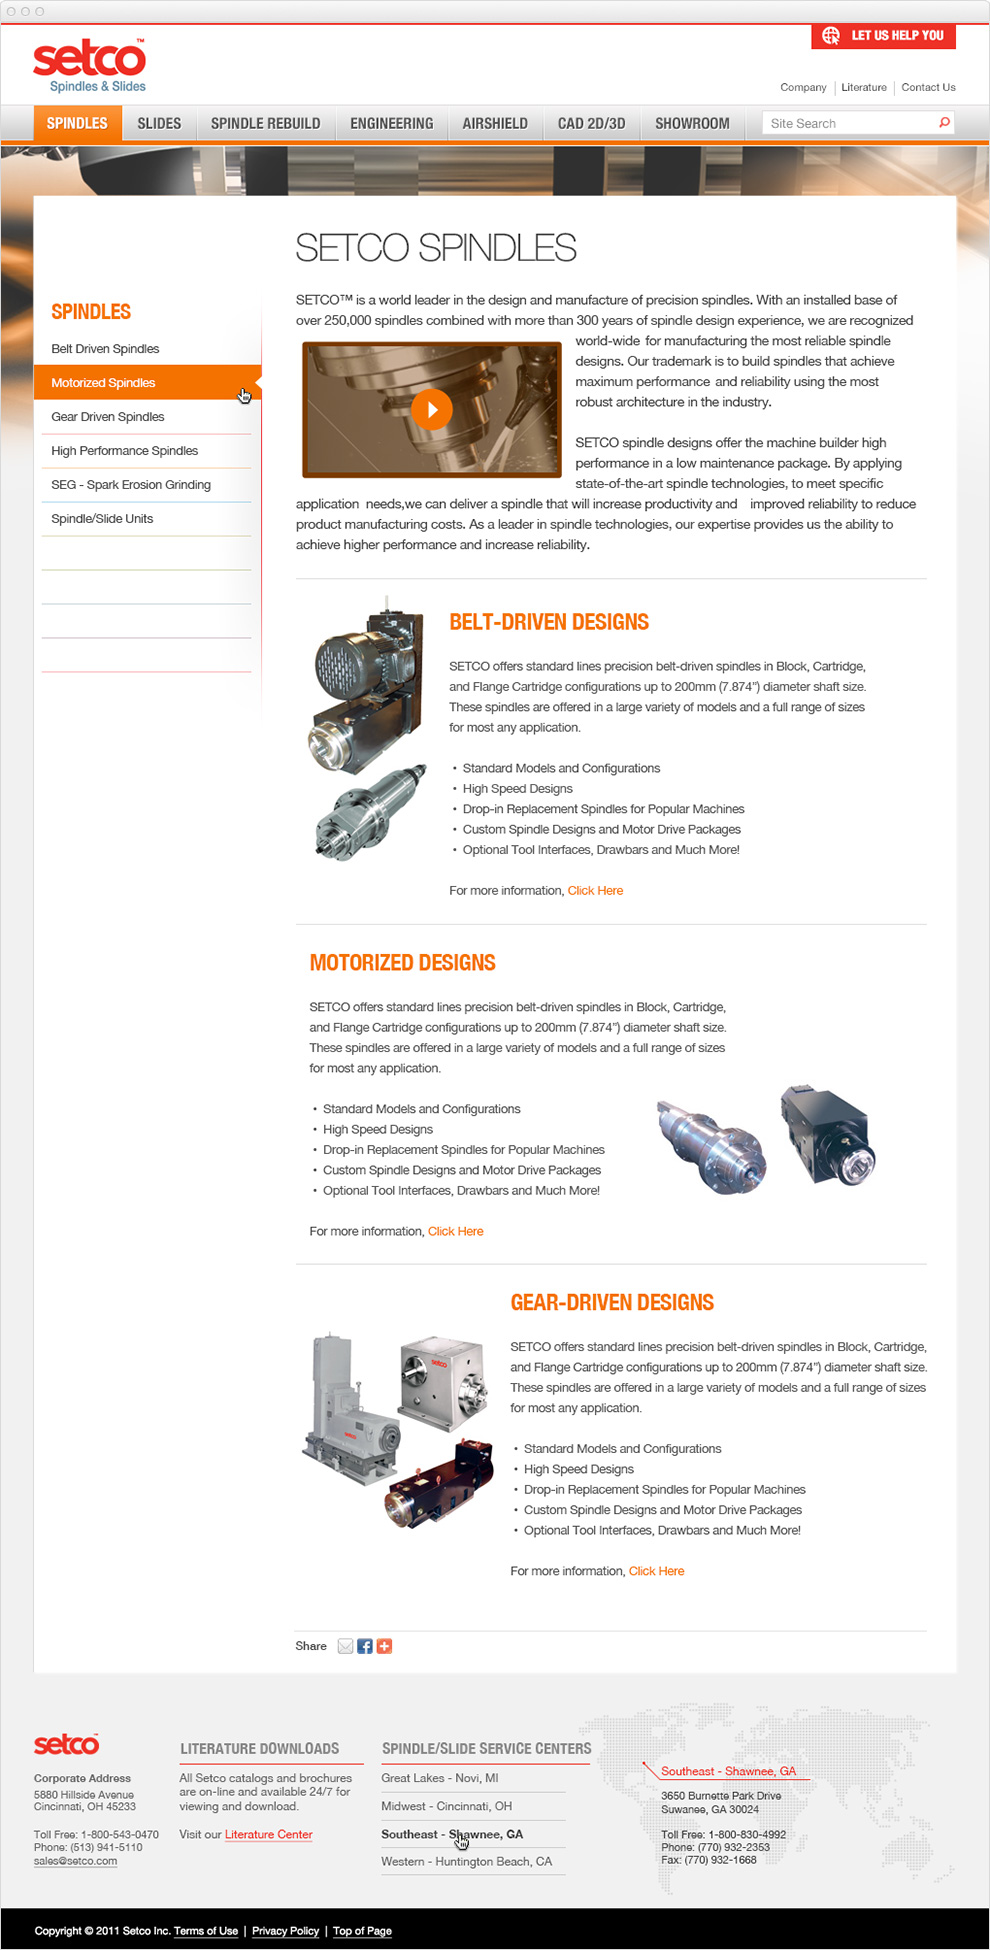 setco™
Spindles & Slides
LET US HELP YOU
Company
Literature
Contact Us
SPINDLES
SLIDES
SPINDLE REBUILD
ENGINEERING
AIRSHIELD
CAD 2D/3D
SHOWROOM
Site Search
SPINDLES
Belt Driven Spindles
Motorized Spindles
Gear Driven Spindles
High Performance Spindles
SEG - Spark Erosion Grinding
Spindle/Slide Units
SETCO SPINDLES
SETCO™ is a world leader in the design and manufacture of precision spindles. With an installed base of
over 250,000 spindles combined with more than 300 years of spindle design experience, we are recognized
world-wide for manufacturing the most reliable spindle
designs. Our trademark is to build spindles that achieve
maximum performance and reliability using the most
robust architecture in the industry.
SETCO spindle designs offer the machine builder high
performance in a low maintenance package. By applying
state-of-the-art spindle technologies, to meet specific
application needs,we can deliver a spindle that will increase productivity and improved reliability to reduce
product manufacturing costs. As a leader in spindle technologies, our expertise provides us the ability to
achieve higher performance and increase reliability.
BELT-DRIVEN DESIGNS
SETCO offers standard lines precision belt-driven spindles in Block, Cartridge,
and Flange Cartridge configurations up to 200mm (7.874") diameter shaft size.
These spindles are offered in a large variety of models and a full range of sizes
for most any application.
• Standard Models and Configurations
• High Speed Designs
• Drop-in Replacement Spindles for Popular Machines
• Custom Spindle Designs and Motor Drive Packages
• Optional Tool Interfaces, Drawbars and Much More!
For more information, Click Here
MOTORIZED DESIGNS
SETCO offers standard lines precision belt-driven spindles in Block, Cartridge,
and Flange Cartridge configurations up to 200mm (7.874") diameter shaft size.
These spindles are offered in a large variety of models and a full range of sizes
for most any application.
• Standard Models and Configurations
• High Speed Designs
• Drop-in Replacement Spindles for Popular Machines
• Custom Spindle Designs and Motor Drive Packages
• Optional Tool Interfaces, Drawbars and Much More!
For more information, Click Here
GEAR-DRIVEN DESIGNS
SETCO offers standard lines precision belt-driven spindles in Block, Cartridge,
and Flange Cartridge configurations up to 200mm (7.874") diameter shaft size.
These spindles are offered in a large variety of models and a full range of sizes
for most any application.
• Standard Models and Configurations
• High Speed Designs
• Drop-in Replacement Spindles for Popular Machines
• Custom Spindle Designs and Motor Drive Packages
• Optional Tool Interfaces, Drawbars and Much More!
For more information, Click Here
setco
setco
Share
setco™
Corporate Address
5880 Hillside Avenue
Cincinnati, OH 45233
Toll Free: 1-800-543-0470
Phone: (513) 941-5110
sales@setco.com
LITERATURE DOWNLOADS
All Setco catalogs and brochures
are on-line and available 24/7 for
viewing and download.
Visit our Literature Center
SPINDLE/SLIDE SERVICE CENTERS
Great Lakes - Novi, MI
Midwest - Cincinnati, OH
Southeast - Shawnee, GA
Western - Huntington Beach, CA
Southeast - Shawnee, GA
3650 Burnette Park Drive
Suwanee, GA 30024
Toll Free: 1-800-830-4992
Phone: (770) 932-2353
Fax: (770) 932-1668
Copyright © 2011 Setco Inc. Terms of Use | Privacy Policy | Top of Page